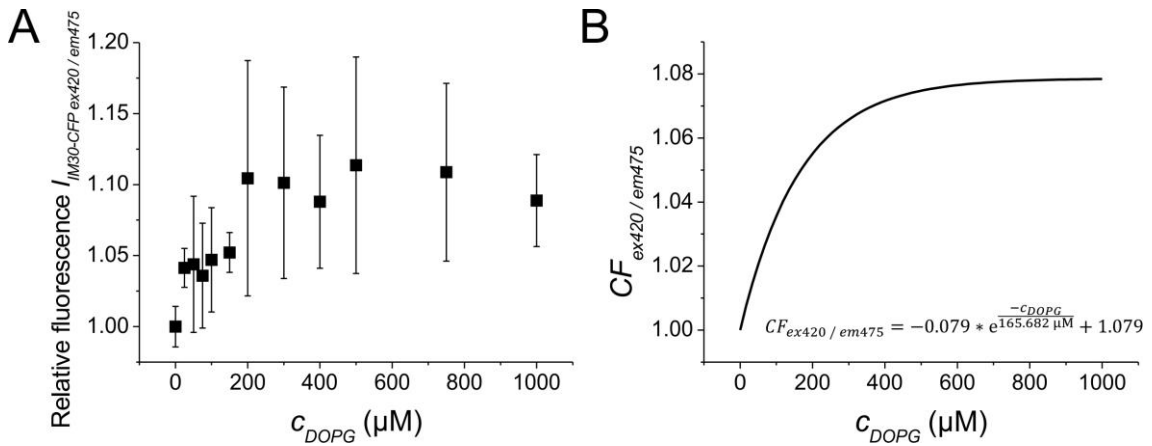 A
Relative fluorescence I_IM30-CFP ex420 / em475
1.20
1.15
1.10
1.05
1.00
0 200 400 600 800 1000
c_DOPG (µM)
B
CF_ex420 / em475
1.08
1.06
1.04
1.02
1.00
CF_ex420 / em475 = −0.079 * e^(−c_DOPG / 165.682 µM) + 1.079
0 200 400 600 800 1000
c_DOPG (µM)